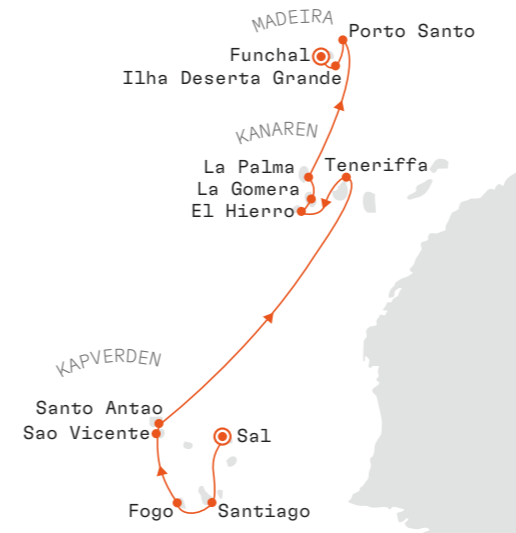 MADEIRA
Porto Santo
Funchal
Ilha Deserta Grande
KANAREN
La Palma
Teneriffa
La Gomera
El Hierro
KAPVERDEN
Santo Antao
Sao Vicente
Sal
Fogo
Santiago